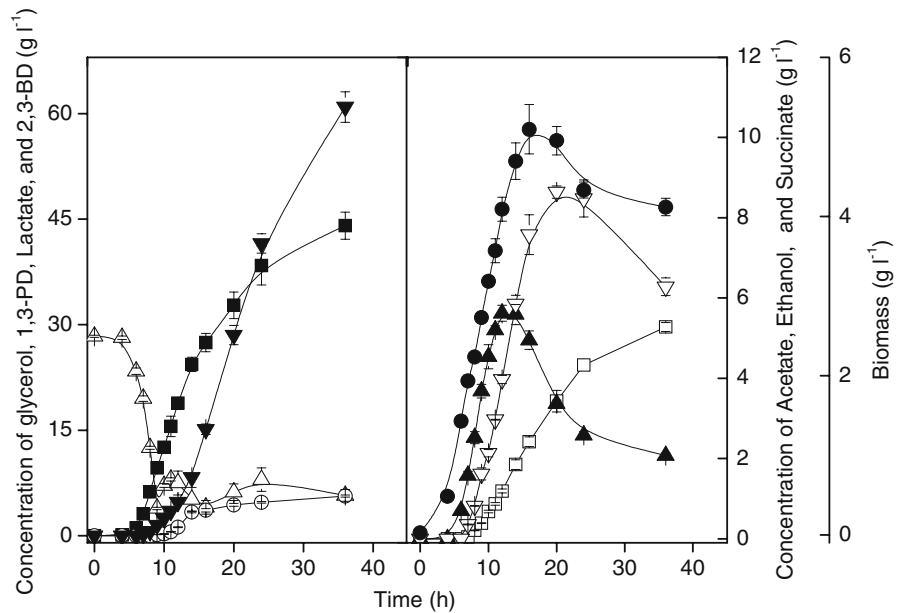 Concentration of glycerol, 1,3-PD, Lactate, and 2,3-BD (g l⁻¹)
60
45
30
15
0
0 10 20 30 40
0 10 20 30 40
Time (h)
12
10
8
6
4
2
0
Concentration of Acetate, Ethanol, and Succinate (g l⁻¹)
6
4
2
0
Biomass (g l⁻¹)